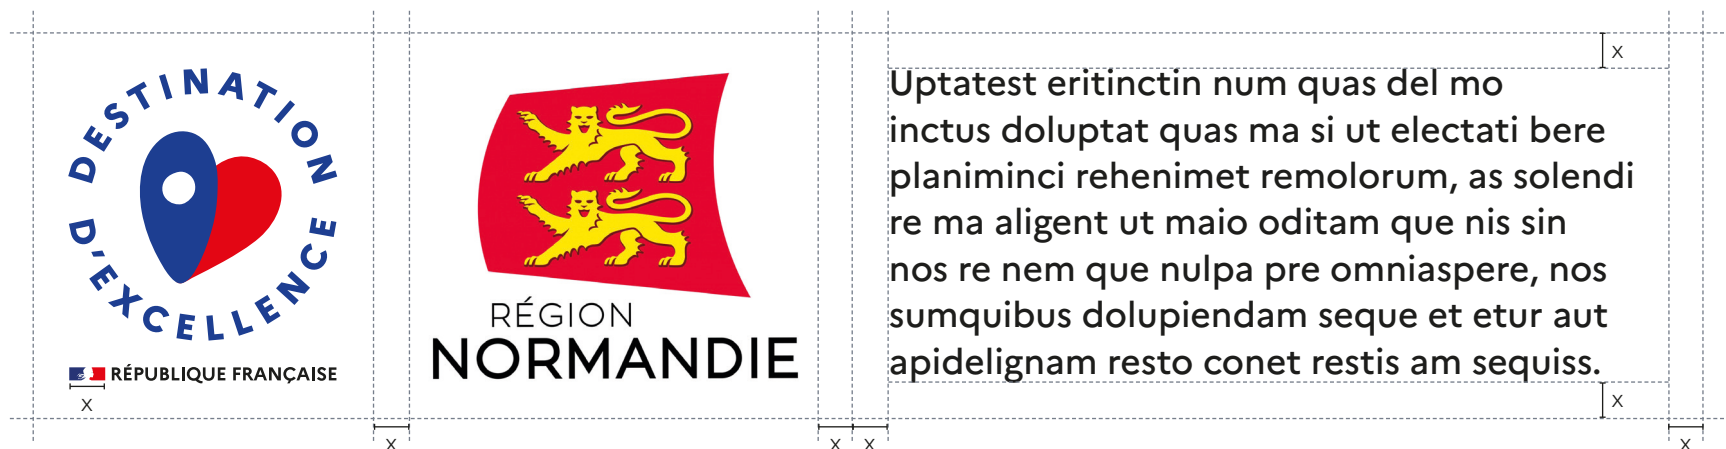 DESTINATION
D'EXCELLENCE
RÉPUBLIQUE FRANÇAISE
X
X
RÉGION
NORMANDIE
X
X
Uptatest eritinctin num quas del mo
inctus doluptat quas ma si ut electati bere
planiminci rehenimet remolorum, as solendi
re ma aligent ut maio oditam que nis sin
nos re nem que nulpa pre omniaspere, nos
sumquibus dolupiendam seque et etur aut
apidelignam resto conet restis am sequiss.
X
X
X